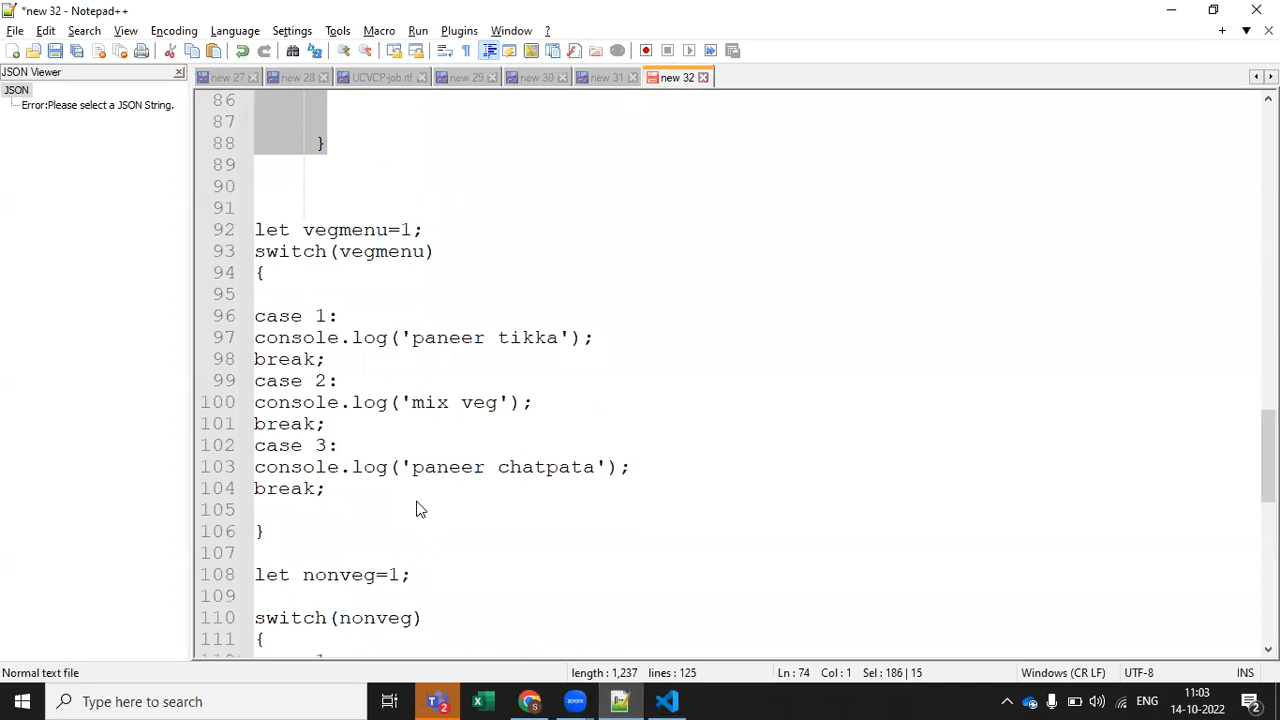 *new 32 - Notepad++
File Edit Search View Encoding Language Settings Tools Macro Run Plugins Window ?
JSON Viewer
new 27 new 28 UCVCP-job.rtf new 29 new 30 new 31 new 32
JSON
Error:Please select a JSON String.
86
87
88 }
89
90
91
92 let vegmenu=1;
93 switch(vegmenu)
94 {
95
96 case 1:
97 console.log('paneer tikka');
98 break;
99 case 2:
100 console.log('mix veg');
101 break;
102 case 3:
103 console.log('paneer chatpata');
104 break;
105
106 }
107
108 let nonveg=1;
109
110 switch(nonveg)
111 {
Normal text file length : 1,237 lines : 125 Ln : 74 Col : 1 Sel : 186 | 15 Windows (CR LF) UTF-8 INS
Type here to search
ENG
11:03
14-10-2022
2
2
zoom